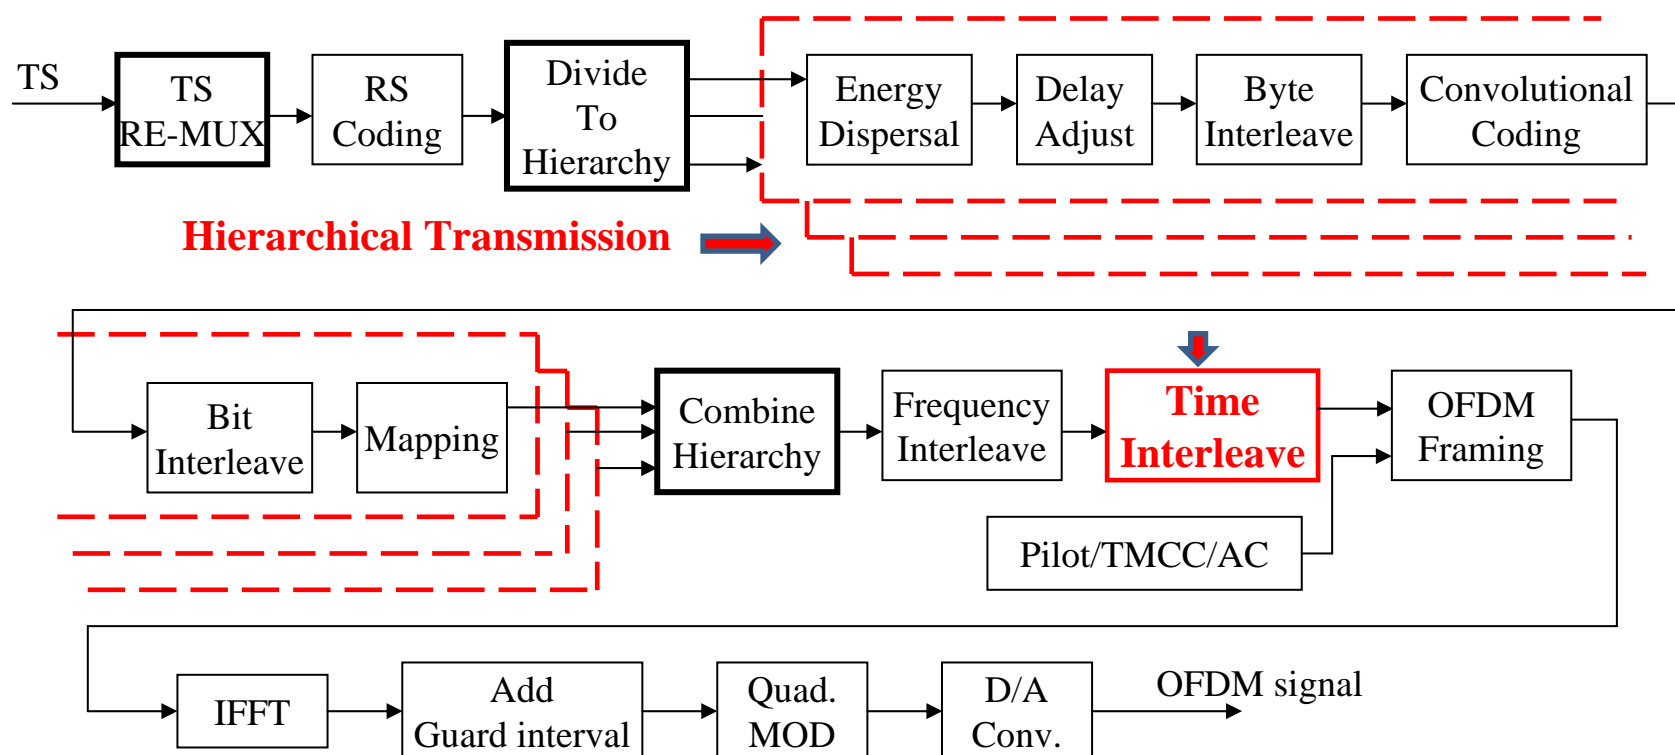 TS
TS
RE-MUX
RS
Coding
Divide
To
Hierarchy
Energy
Dispersal
Delay
Adjust
Byte
Interleave
Convolutional
Coding
Hierarchical Transmission
Bit
Interleave
Mapping
Combine
Hierarchy
Frequency
Interleave
Time
Interleave
OFDM
Framing
Pilot/TMCC/AC
IFFT
Add
Guard interval
Quad.
MOD
D/A
Conv.
OFDM signal